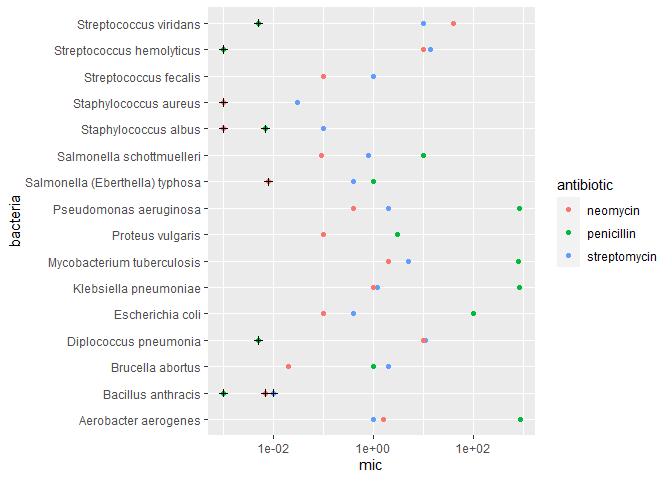 Streptococcus viridans
Streptococcus hemolyticus
Streptococcus fecalis
Staphylococcus aureus
Staphylococcus albus
Salmonella schottmuelleri
Salmonella (Eberthella) typhosa
Pseudomonas aeruginosa
Proteus vulgaris
Mycobacterium tuberculosis
Klebsiella pneumoniae
Escherichia coli
Diplococcus pneumonia
Brucella abortus
Bacillus anthracis
Aerobacter aerogenes
bacteria
1e-02 1e+00 1e+02
mic
antibiotic
neomycin
penicillin
streptomycin